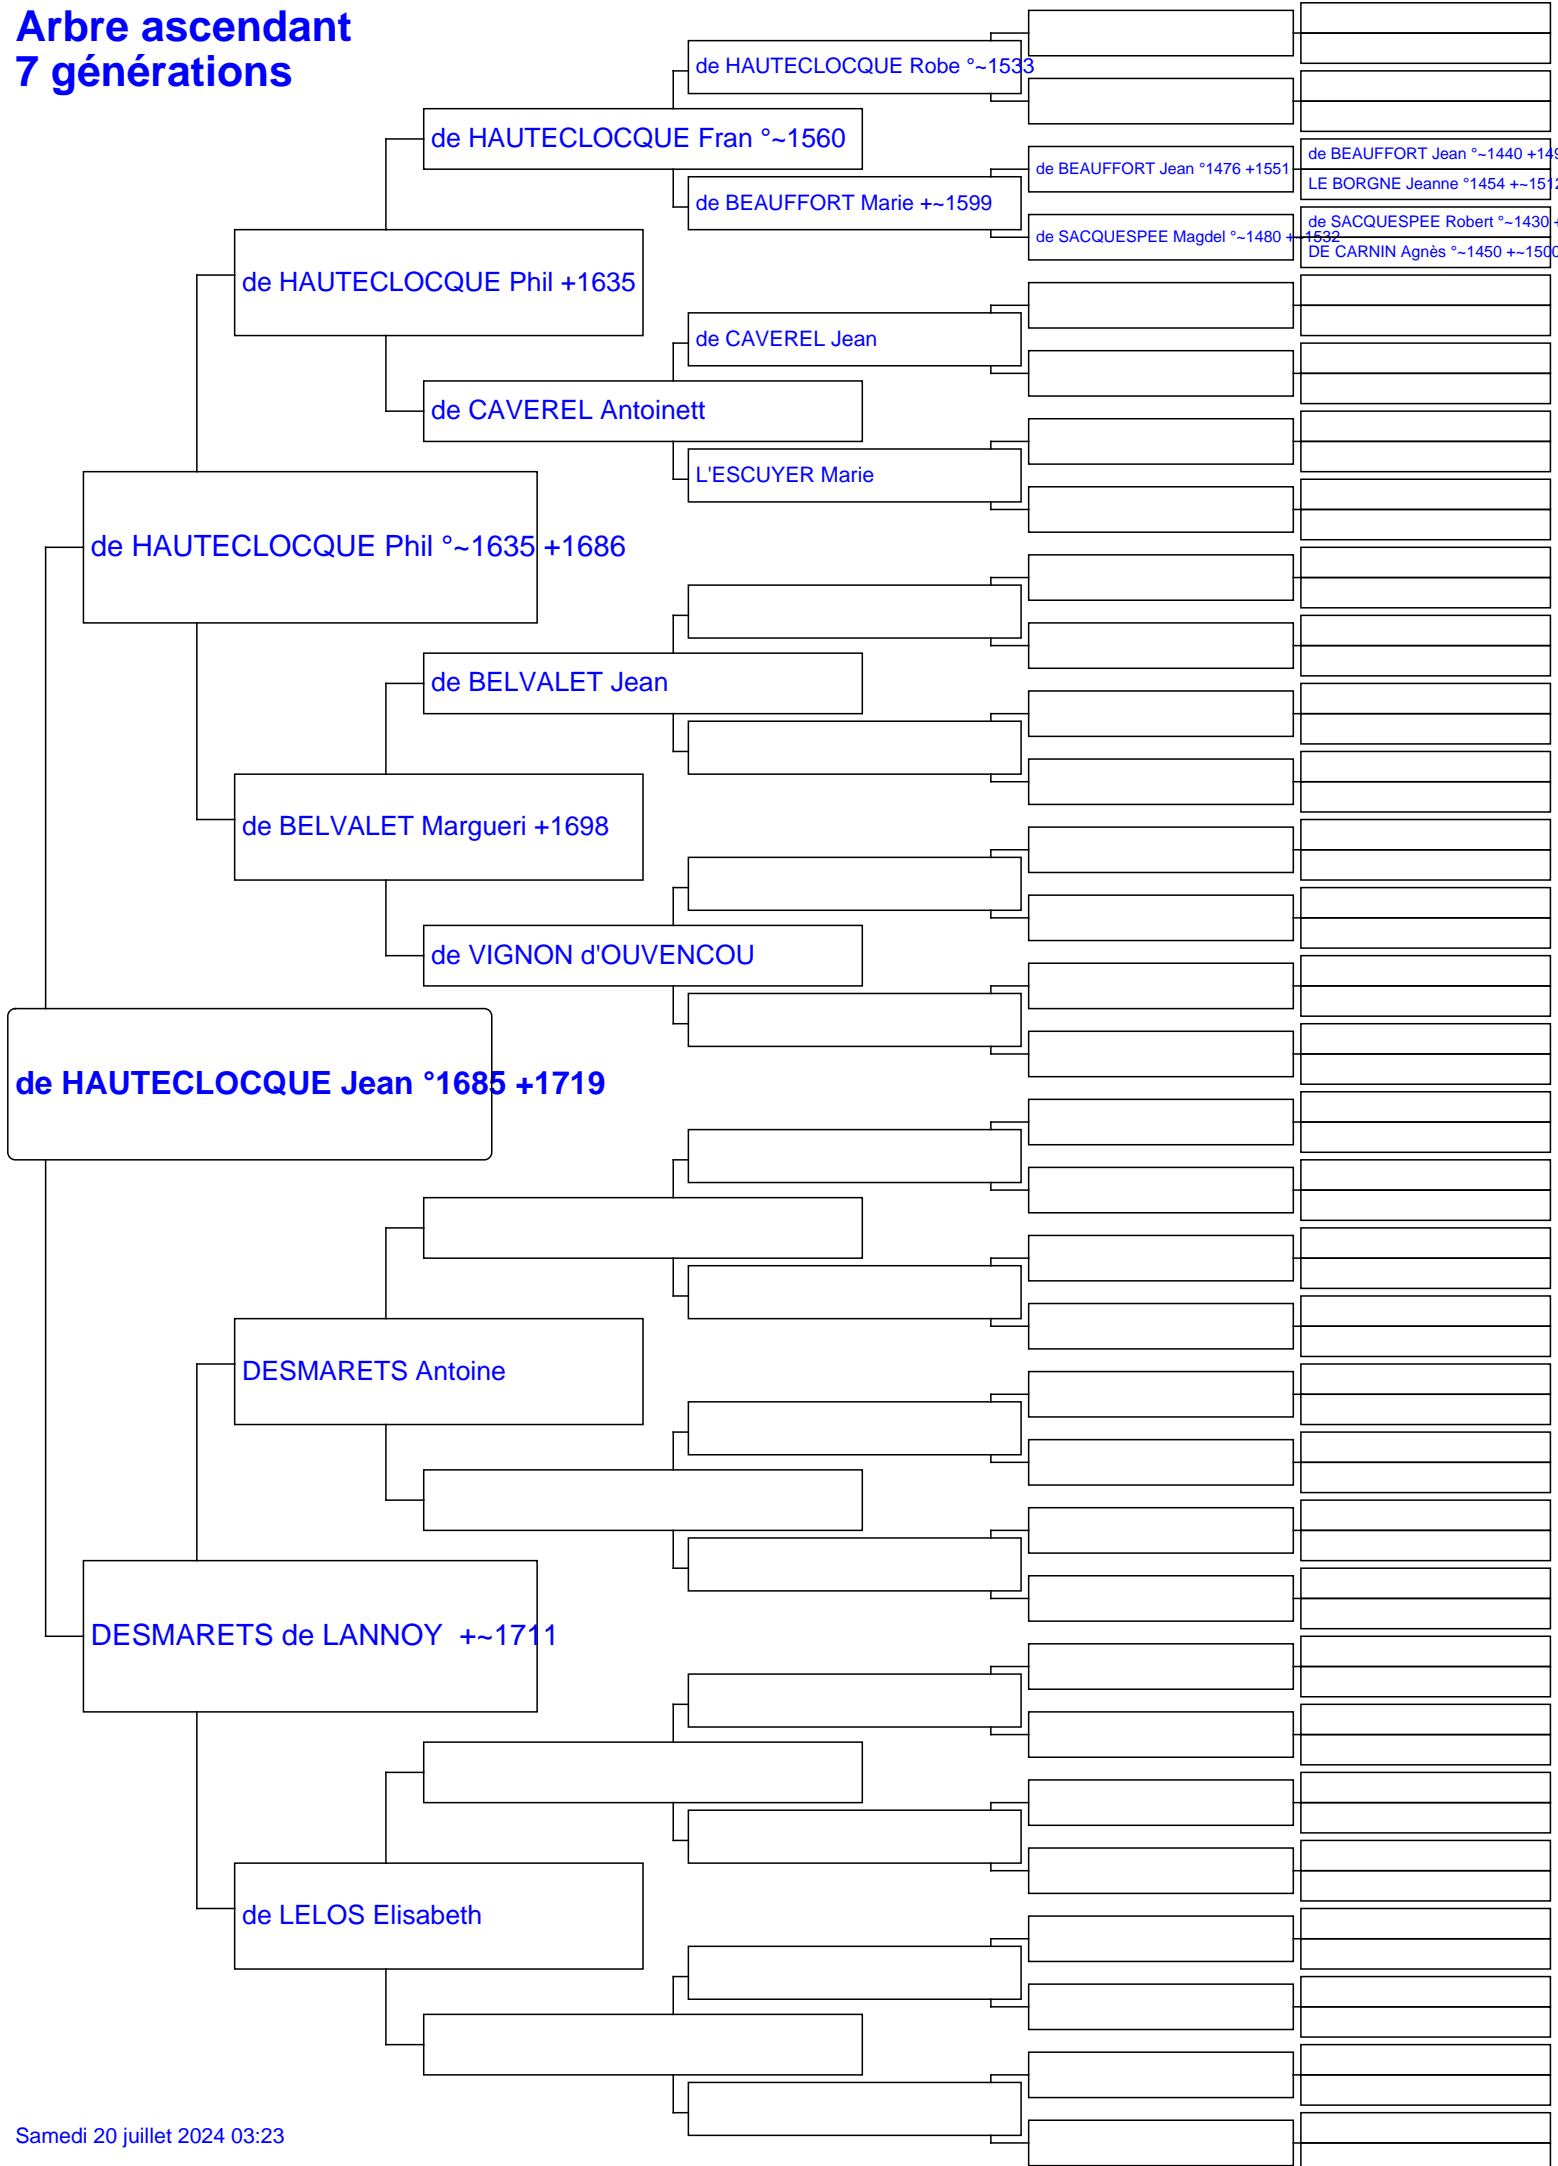 Arbre ascendant
7 générations
de HAUTECLOCQUE Robe °~1533
de HAUTECLOCQUE Fran °~1560
de BEAUFFORT Jean °~1440 +149
de BEAUFFORT Jean °1476 +1551
LE BORGNE Jeanne °1454 +~1512
de BEAUFFORT Marie +~1599
de SACQUESPEE Robert °~1430 +
de SACQUESPEE Magdel °~1480 +~1532
DE CARNIN Agnès °~1450 +~1500
de HAUTECLOCQUE Phil +1635
de CAVEREL Jean
de CAVEREL Antoinett
L'ESCUYER Marie
de HAUTECLOCQUE Phil °~1635 +1686
de BELVALET Jean
de BELVALET Margueri +1698
de VIGNON d'OUVENCOU
de HAUTECLOCQUE Jean °1685 +1719
DESMARETS Antoine
DESMARETS de LANNOY  +~1711
de LELOS Elisabeth
Samedi 20 juillet 2024 03:23